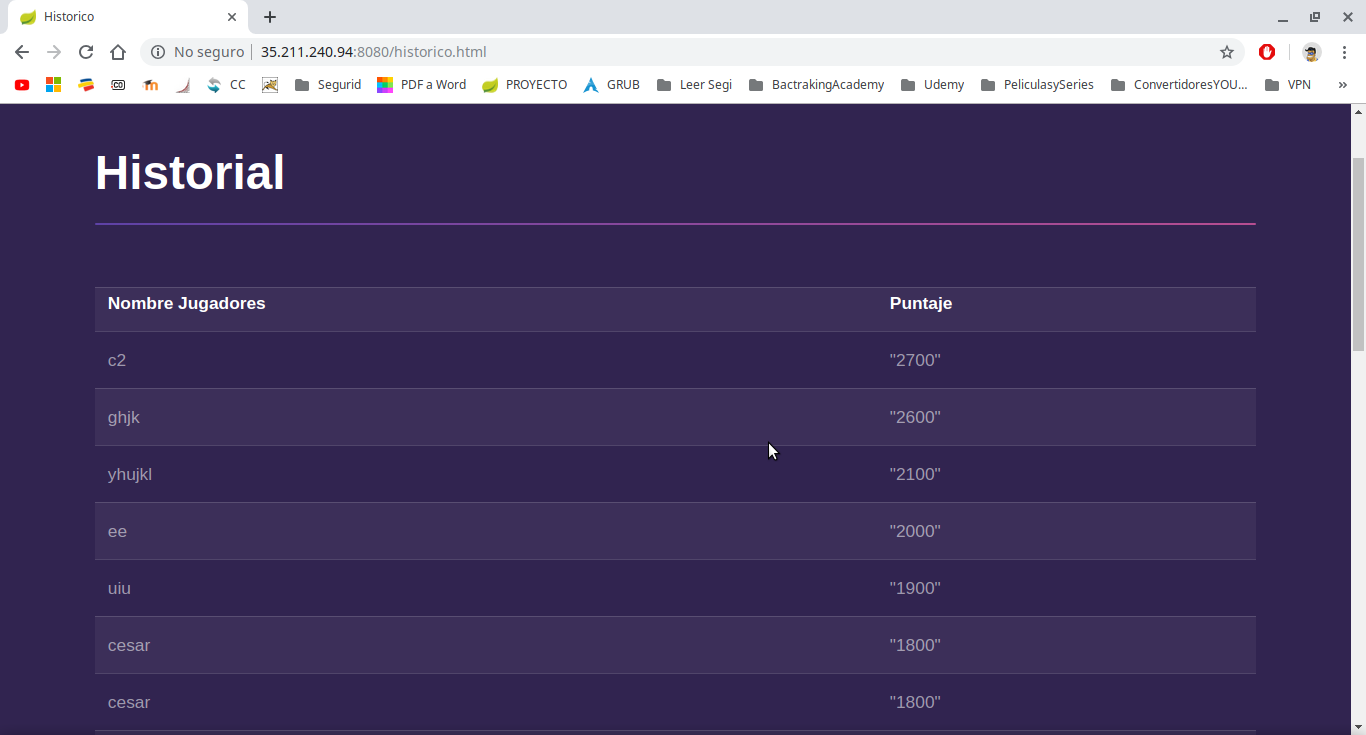 Historico
No seguro 35.211.240.94:8080/historico.html
CC Segurid PDF a Word PROYECTO GRUB Leer Segi BactrakingAcademy Udemy PeliculasySeries ConvertidoresYOU... VPN »
Historial
Nombre Jugadores Puntaje
c2 "2700"
ghjk "2600"
yhujkl "2100"
ee "2000"
uiu "1900"
cesar "1800"
cesar "1800"